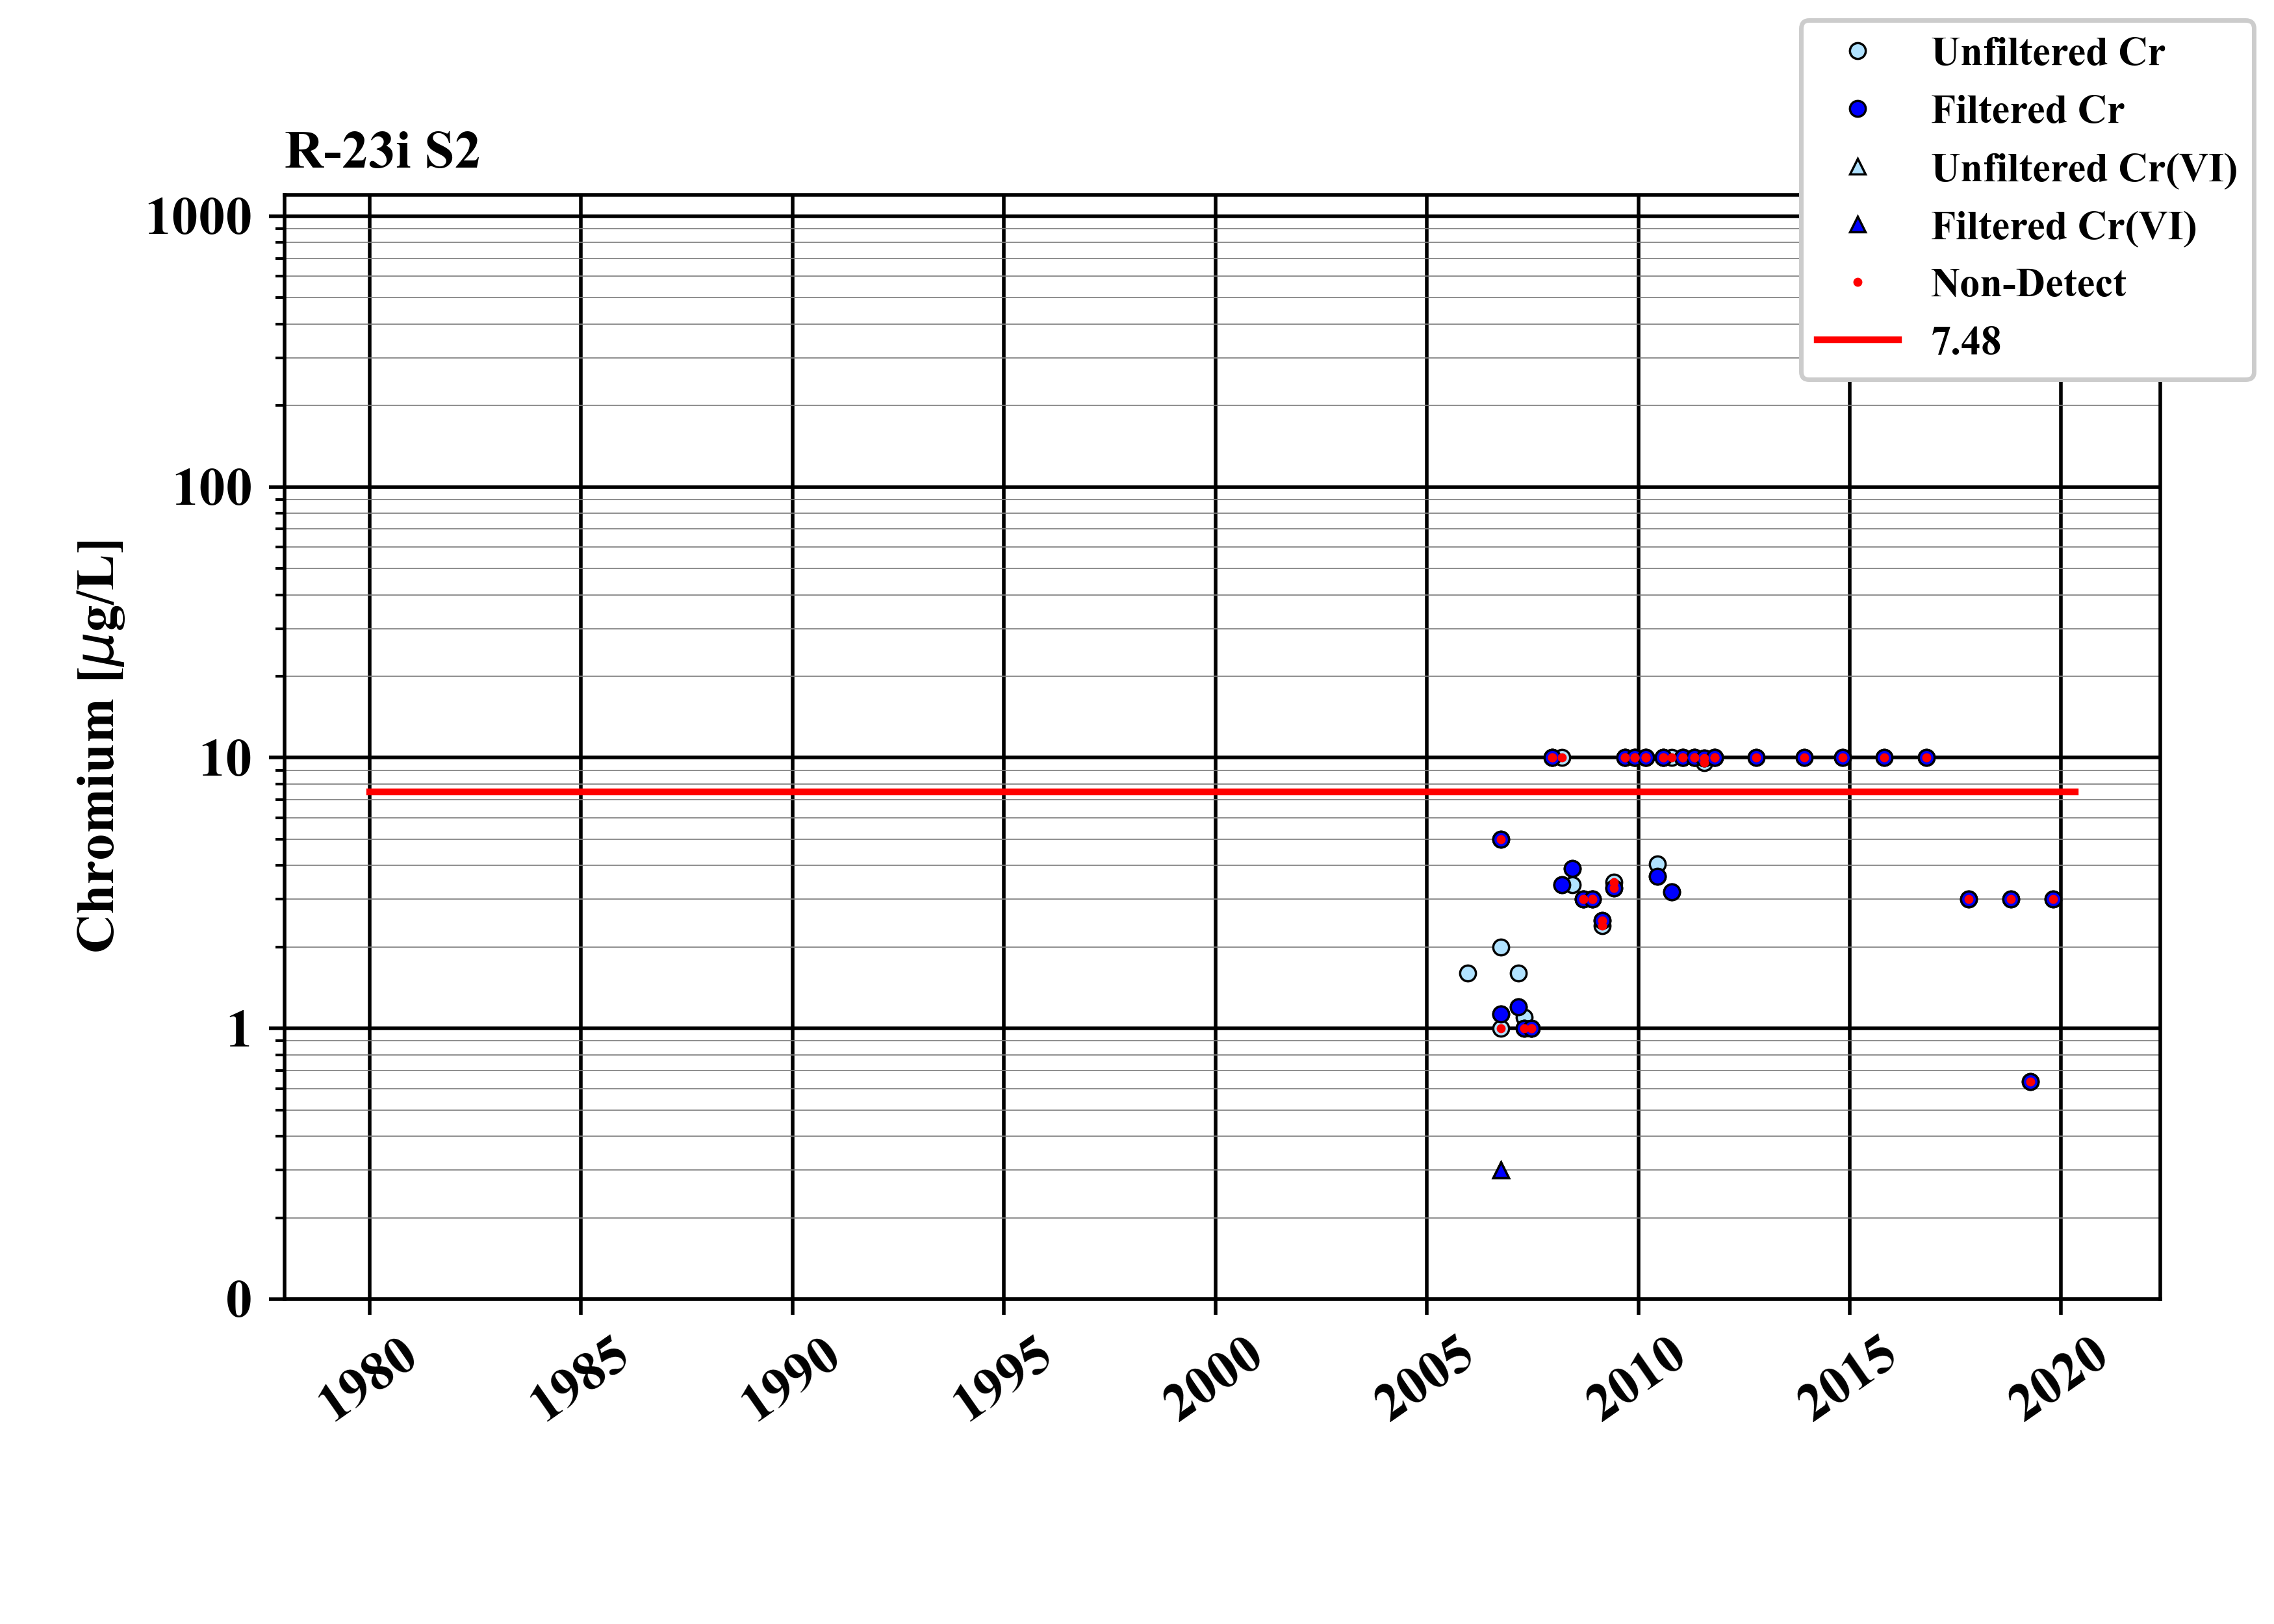 Unfiltered Cr
Filtered Cr
Unfiltered Cr(VI)
Filtered Cr(VI)
Non-Detect
7.48
R-23i S2
Chromium [μg/L]
1000
100
10
1
0
1980
1985
1990
1995
2000
2005
2010
2015
2020